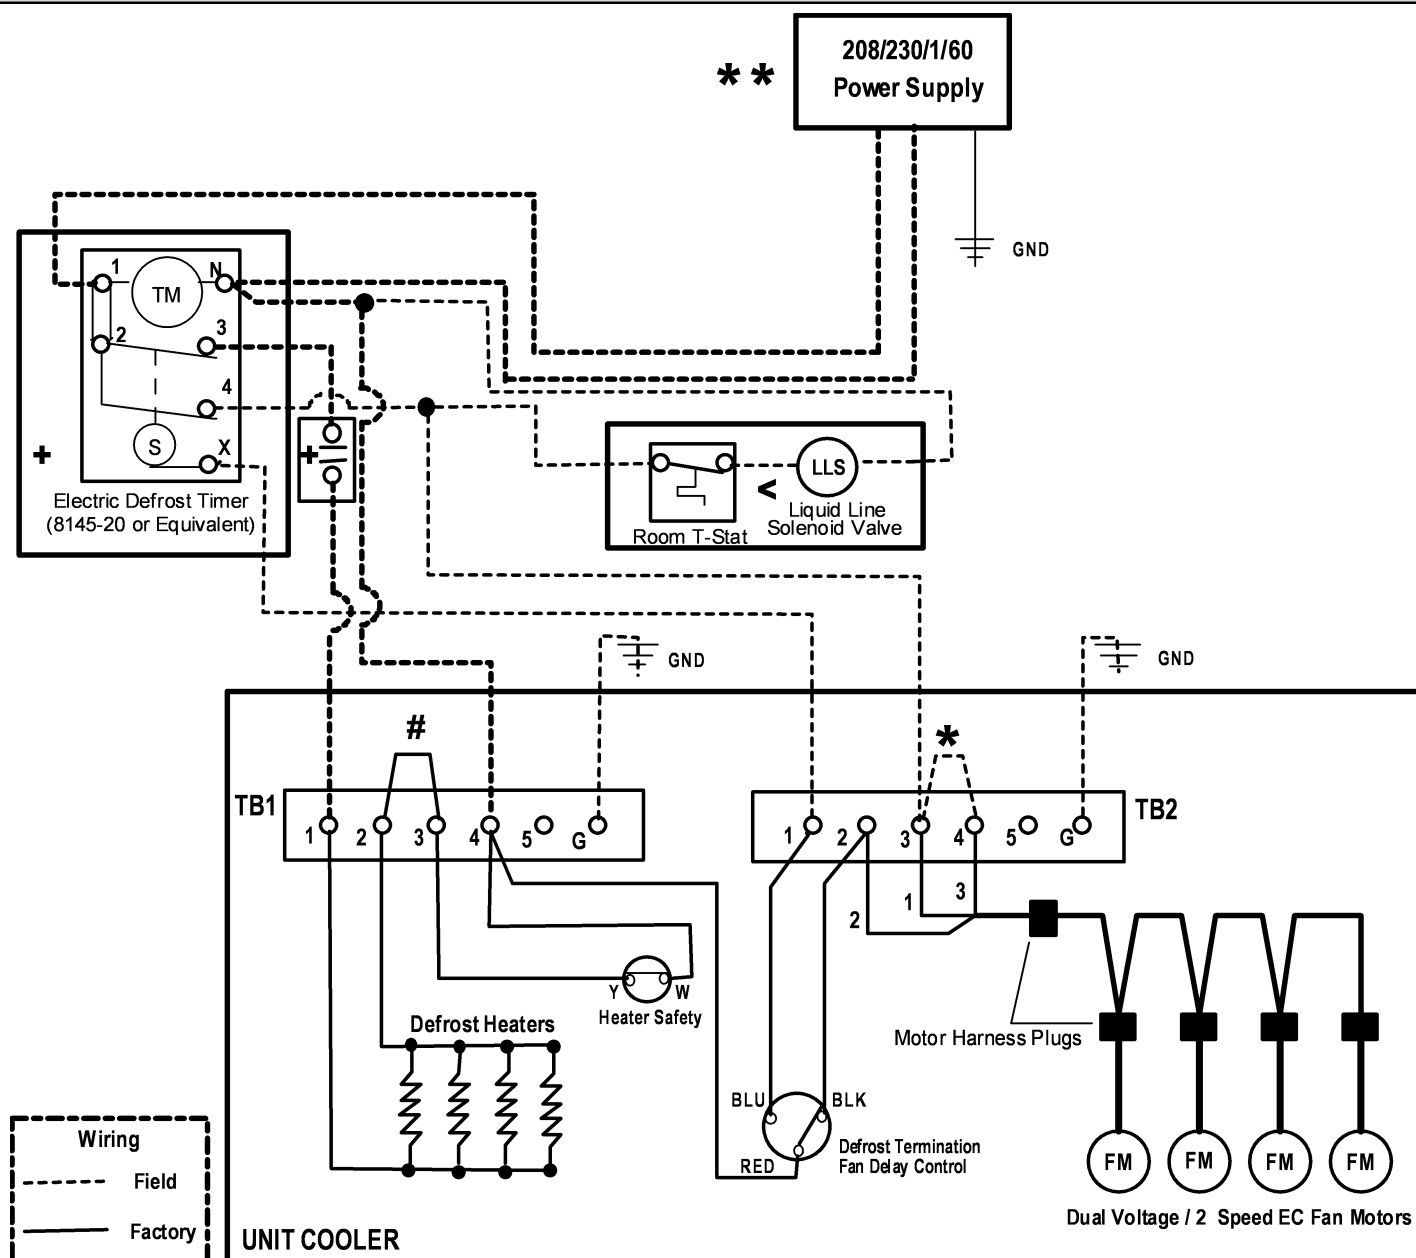 208/230/1/60
Power Supply
**
GND
1
TM
N
2
3
4
S
X
+
+
Electric Defrost Timer
(8145-20 or Equivalent)
LLS
<
Room T-Stat
Liquid Line
Solenoid Valve
GND
GND
#
*
TB1
1
2
3
4
5
G
1
2
3
4
5
G
TB2
1
3
2
Y
W
Heater Safety
Defrost Heaters
Motor Harness Plugs
BLU
BLK
RED
Defrost Termination
Fan Delay Control
FM
FM
FM
FM
Dual Voltage / 2 Speed EC Fan Motors
Wiring
Field
Factory
UNIT COOLER